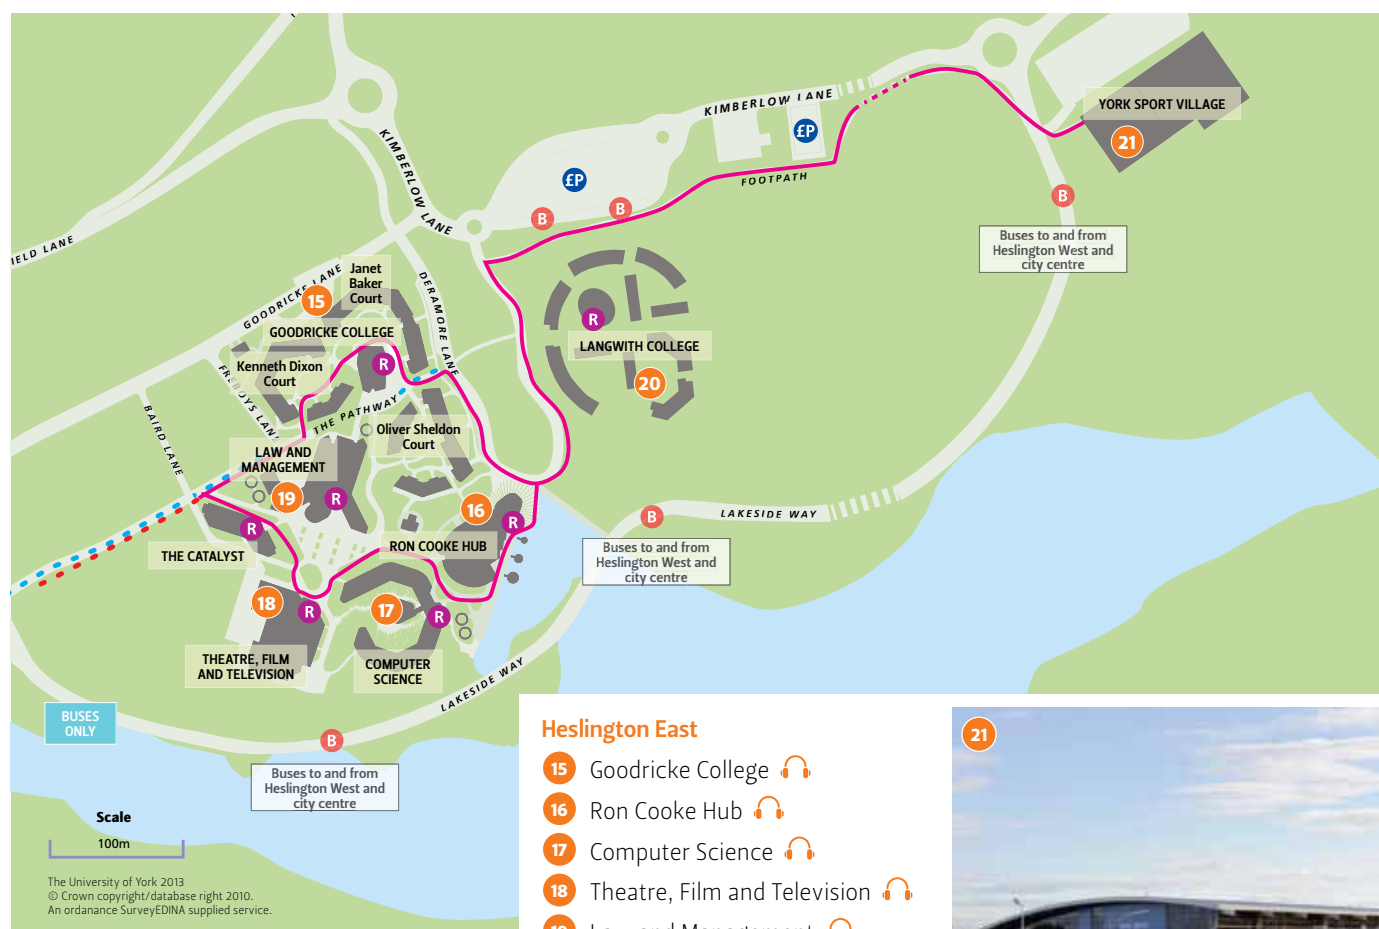 KIMBERLOW LANE
YORK SPORT VILLAGE
21
£P
KIMBERLOW LANE
£P
FOOTPATH
B
B
B
Buses to and from
Heslington West and
city centre
IELD LANE
GOODRICKE LANE
15
Janet
Baker
Court
DERAMORE LANE
GOODRICKE COLLEGE
R
LANGWITH COLLEGE
20
Kenneth Dixon
Court
R
FREBOYS LANE
THE PATHWAY
BAIRD LANE
Oliver Sheldon
Court
LAW AND
MANAGEMENT
19
R
16
R
RON COOKE HUB
B
LAKESIDE WAY
Buses to and from
Heslington West and
city centre
R
THE CATALYST
18
R
17
R
THEATRE, FILM
AND TELEVISION
COMPUTER
SCIENCE
LAKESIDE WAY
BUSES
ONLY
B
Buses to and from
Heslington West and
city centre
Scale
100m
The University of York 2013
© Crown copyright/database right 2010.
An ordanance SurveyEDINA supplied service.
Heslington East
15 Goodricke College
16 Ron Cooke Hub
17 Computer Science
18 Theatre, Film and Television
19 Law and Management
21